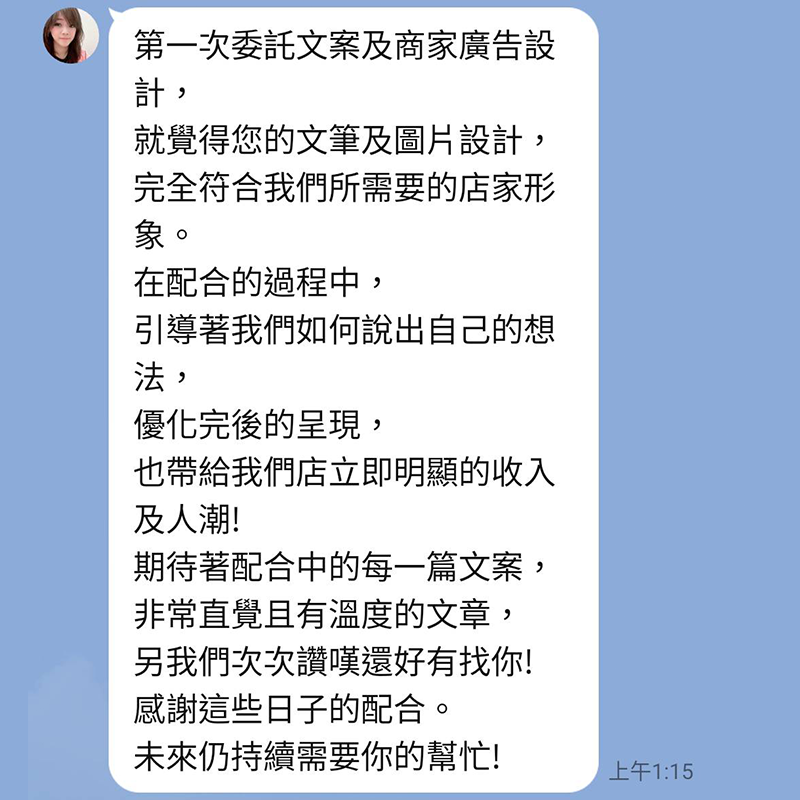 第一次委託文案及商家廣告設
計，
就覺得您的文筆及圖片設計，
完全符合我們所需要的店家形
象。
在配合的過程中，
引導著我們如何說出自己的想
法，
優化完後的呈現，
也帶給我們店立即明顯的收入
及人潮!
期待著配合中的每一篇文案，
非常直覺且有溫度的文章，
另我們次次讚嘆還好有找你!
感謝這些日子的配合。
未來仍持續需要你的幫忙!
上午1:15